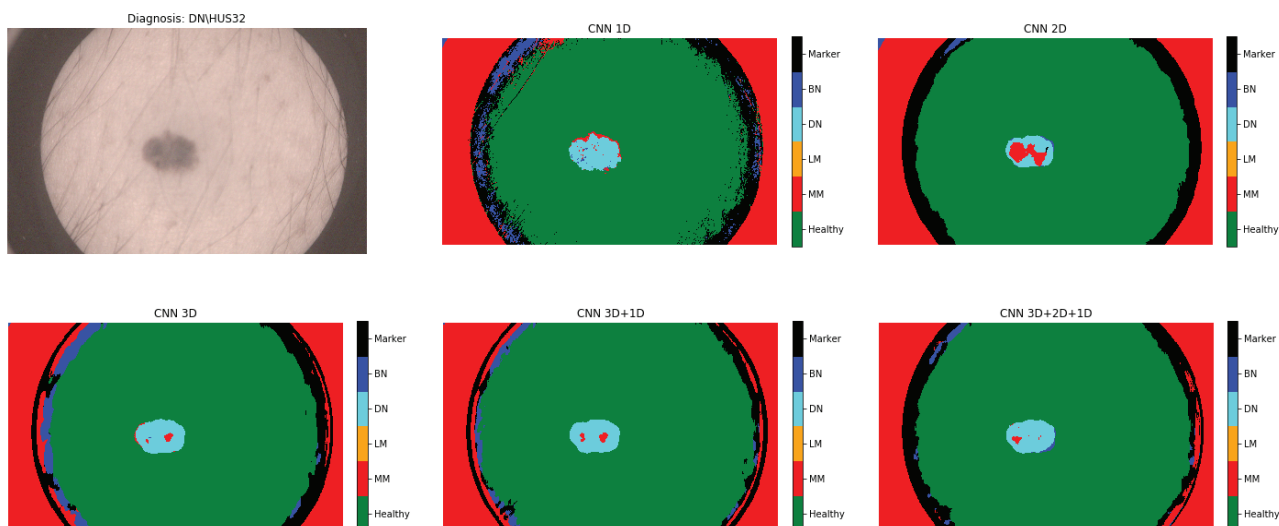 Diagnosis: DN\HUS32
CNN 1D
Marker
BN
DN
LM
MM
Healthy
CNN 2D
Marker
BN
DN
LM
MM
Healthy
CNN 3D
Marker
BN
DN
LM
MM
Healthy
CNN 3D+1D
Marker
BN
DN
LM
MM
Healthy
CNN 3D+2D+1D
Marker
BN
DN
LM
MM
Healthy